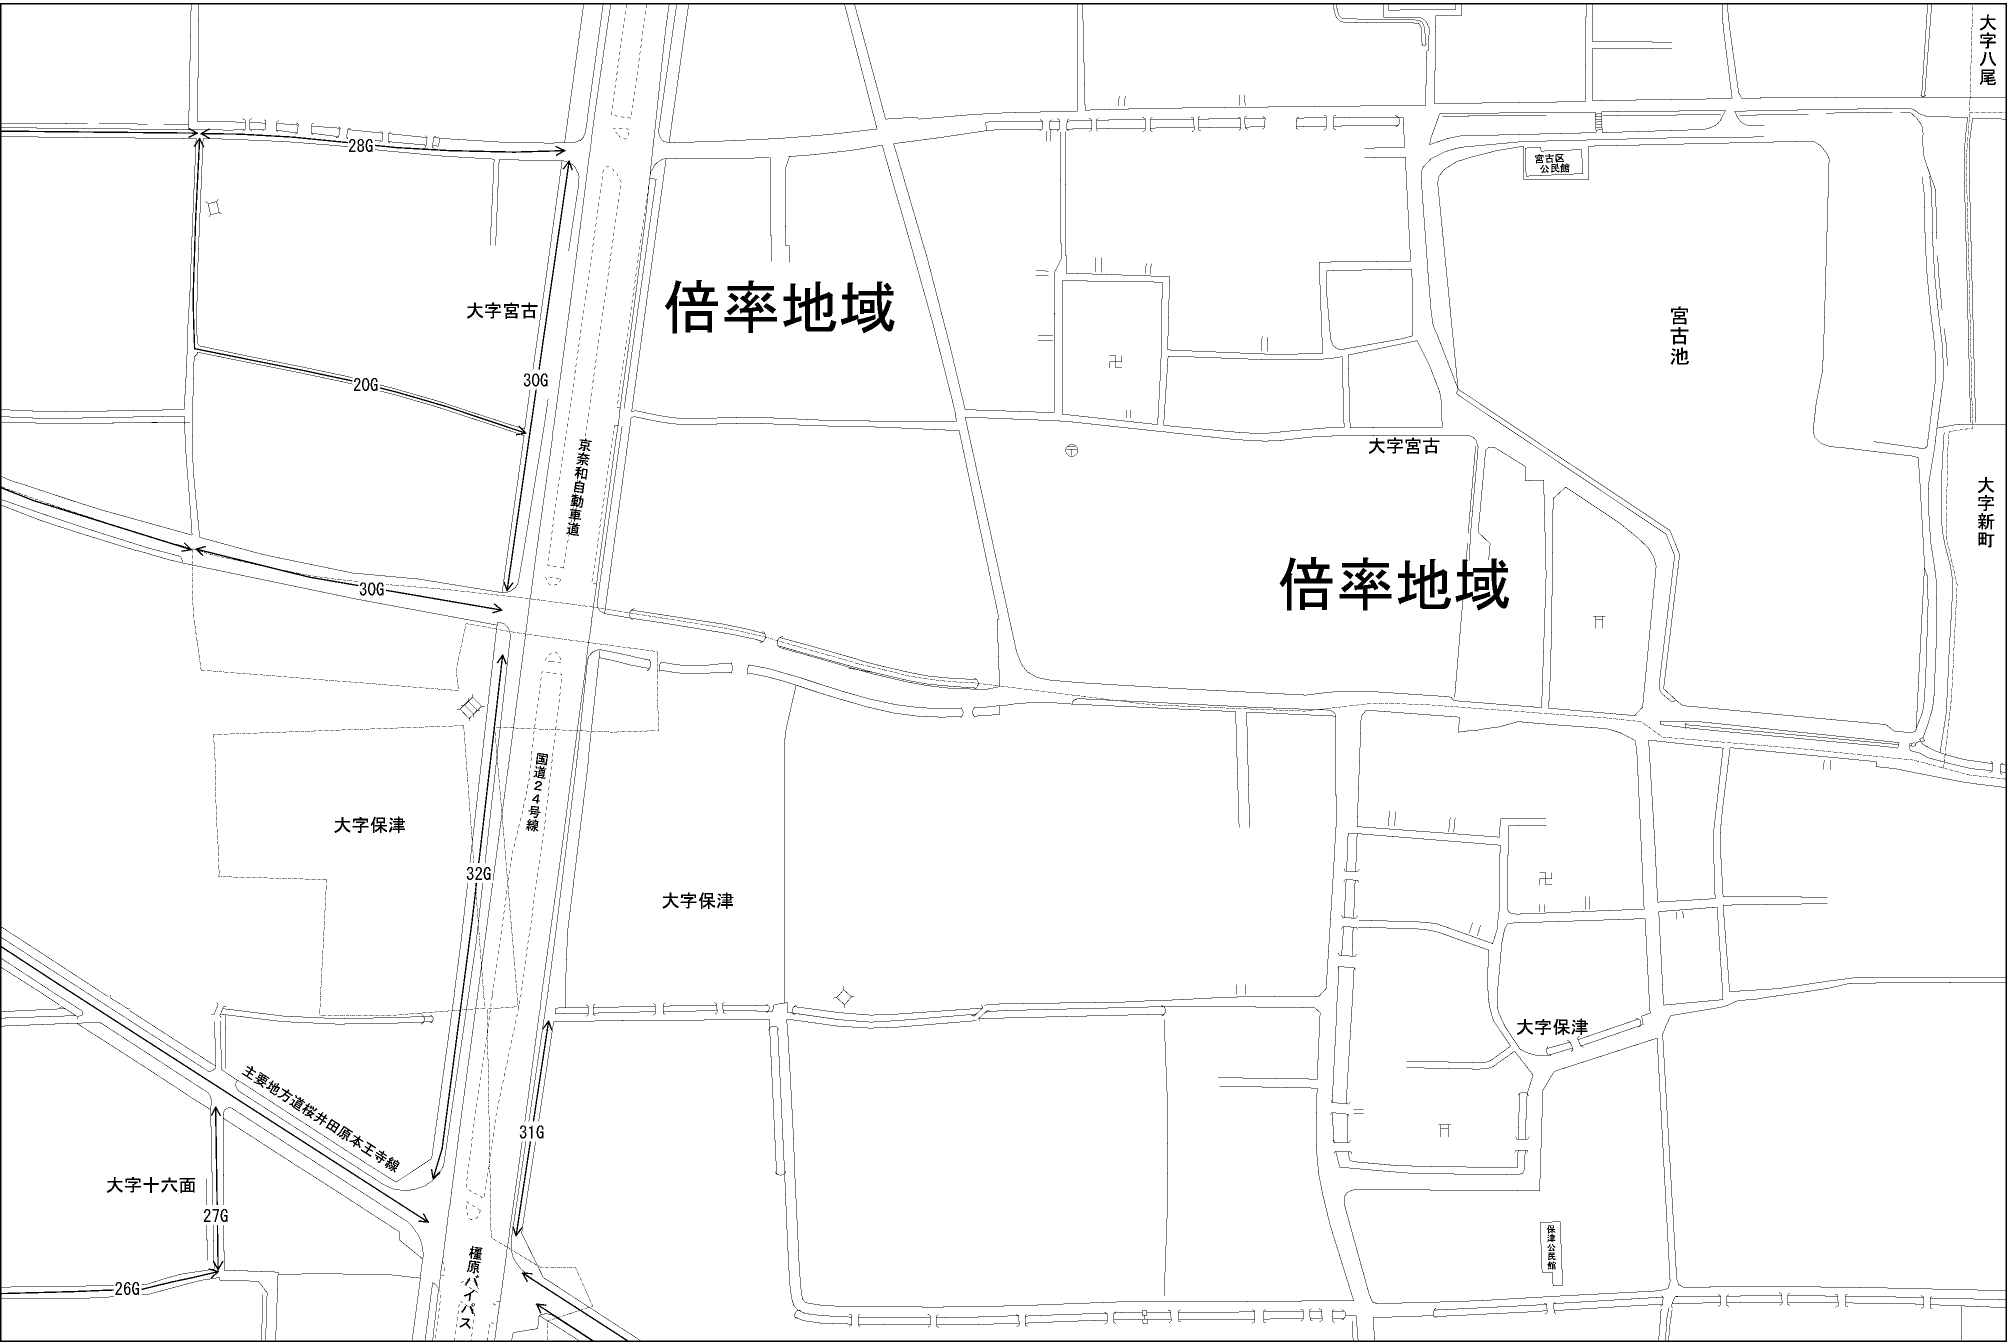 大字八尾
28G
宮古区
公民館
大字宮古
倍率地域
宮古池
30G
20G
京奈和自動車道
大字宮古
大字新町
倍率地域
30G
国道24号線
大字保津
32G
大字保津
大字保津
主要地方道桜井田原本王寺線
31G
大字十六面
27G
保津公民館
橿原バイパス
26G